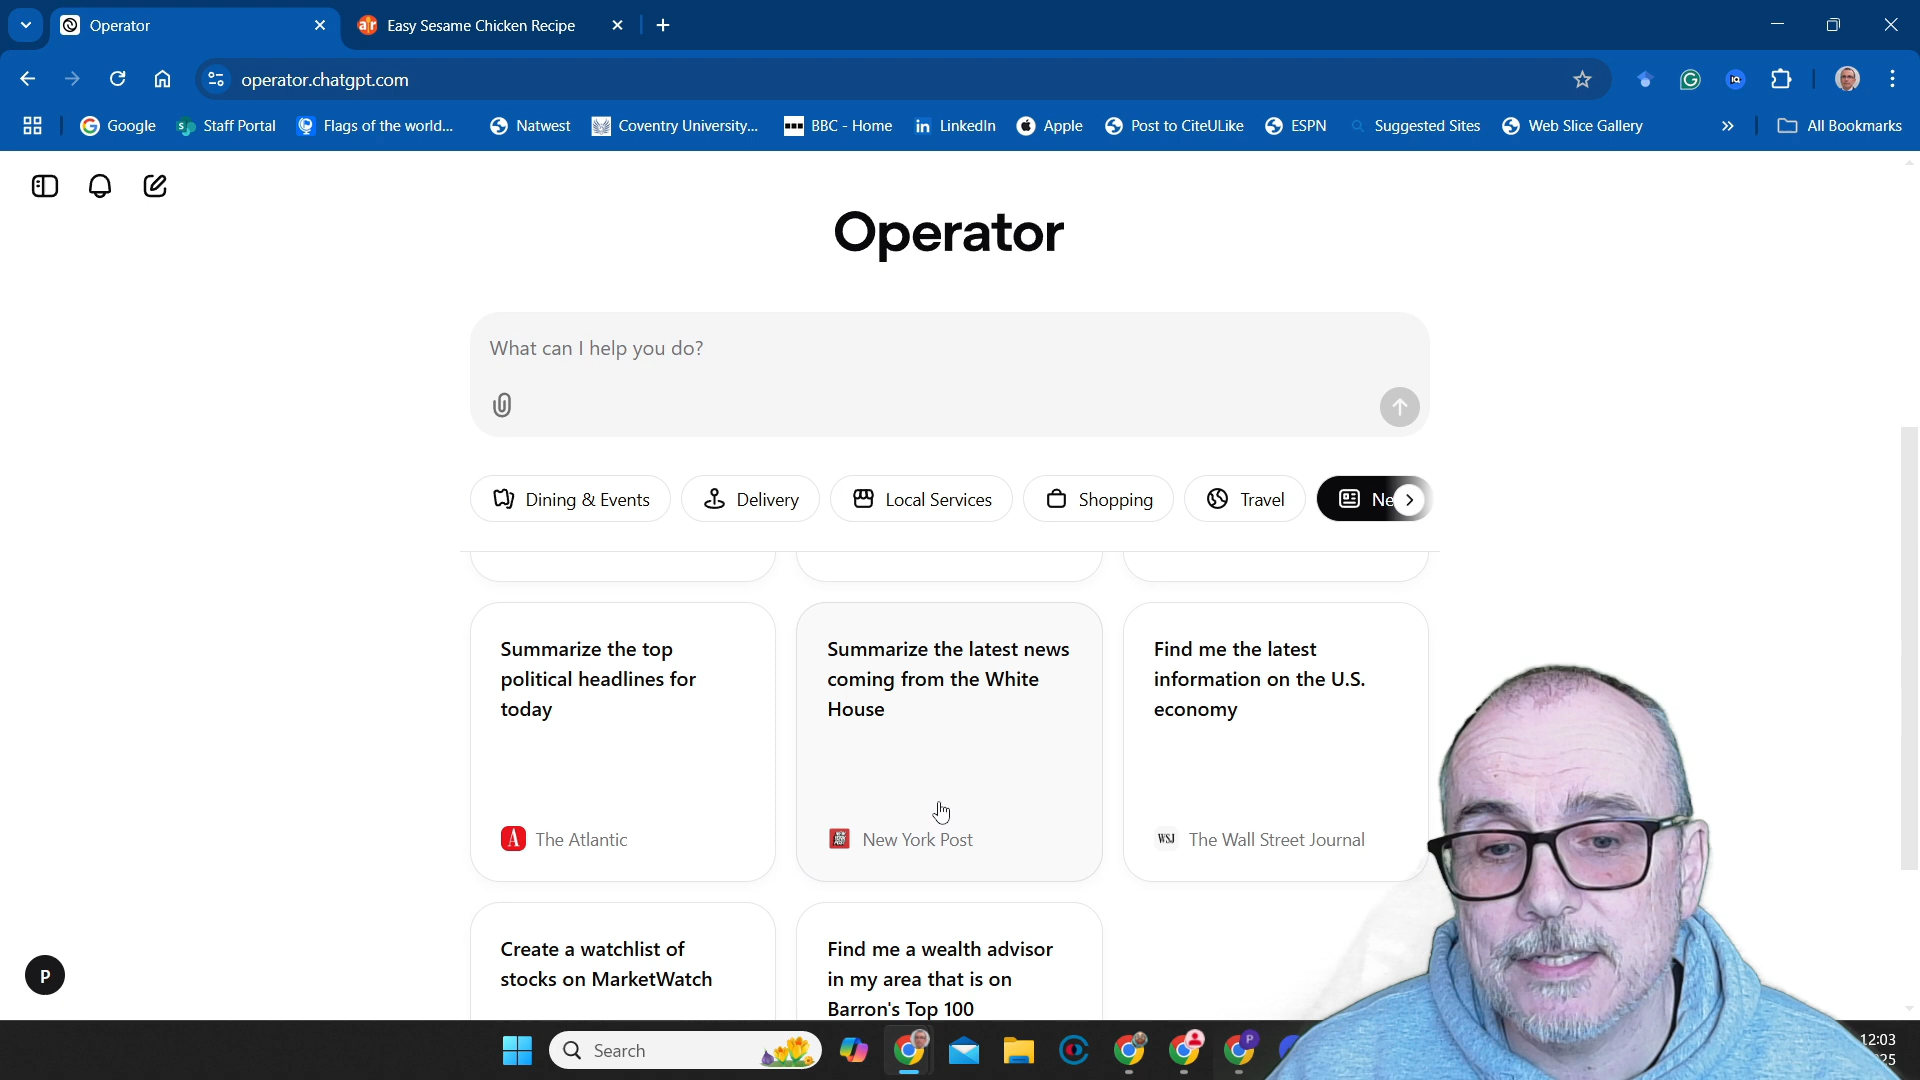 Operator
Easy Sesame Chicken Recipe
operator.chatgpt.com
Google
Staff Portal
Flags of the world...
Natwest
Coventry University...
BBC - Home
LinkedIn
Apple
Post to CiteULike
ESPN
Suggested Sites
Web Slice Gallery
All Bookmarks
Operator
What can I help you do?
Dining & Events
Delivery
Local Services
Shopping
Travel
Ne
Summarize the top
political headlines for
today
The Atlantic
Summarize the latest news
coming from the White
House
New York Post
Find me the latest
information on the U.S.
economy
WSJ
The Wall Street Journal
Create a watchlist of
stocks on MarketWatch
Find me a wealth advisor
in my area that is on
Barron's Top 100
P
Search
12:03
25